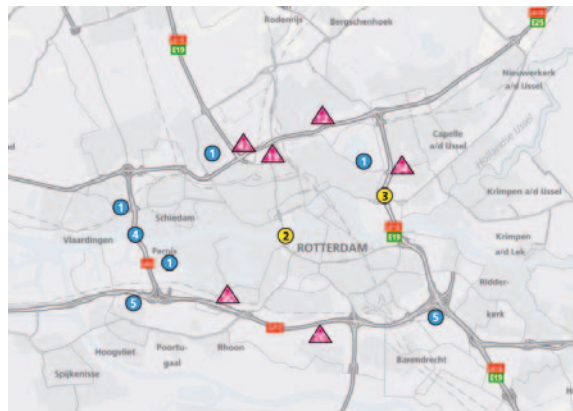 Rodenrijs
Bergschenhoek
E25
E19
Nieuwerkerk
a/d IJssel
Capelle
a/d IJssel
Hollandse IJssel
1
1
3
Krimpen a/d IJssel
1
Schiedam
4
Vlaardingen
2
ROTTERDAM
E19
Krimpen
a/d Lek
Pernis
1
5
5
Ridder-
kerk
Hoogvliet
Poortu-
gaal
Rhoon
Barendrecht
Spijkenisse
E19